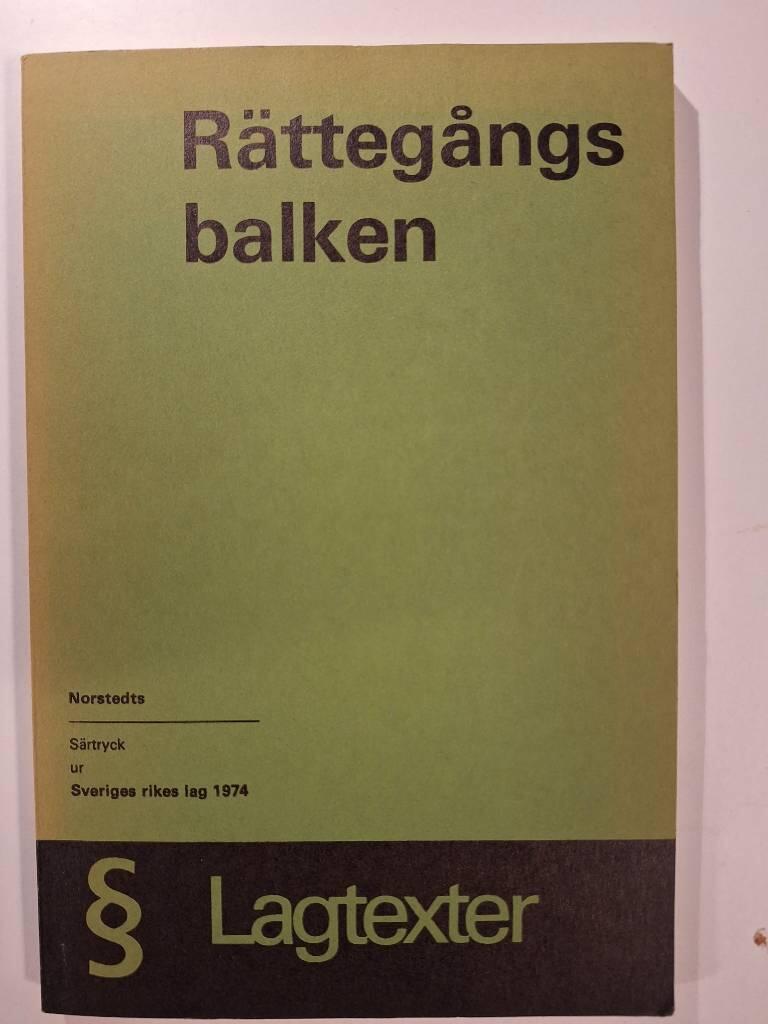 Rättegångs
balken
Norstedts
Särtryck
ur
Sveriges rikes lag 1974
§ Lagtexter